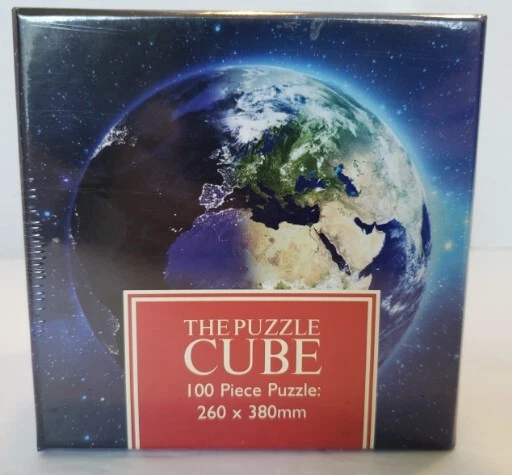 THE PUZZLE
CUBE
100 Piece Puzzle:
260 x 380mm